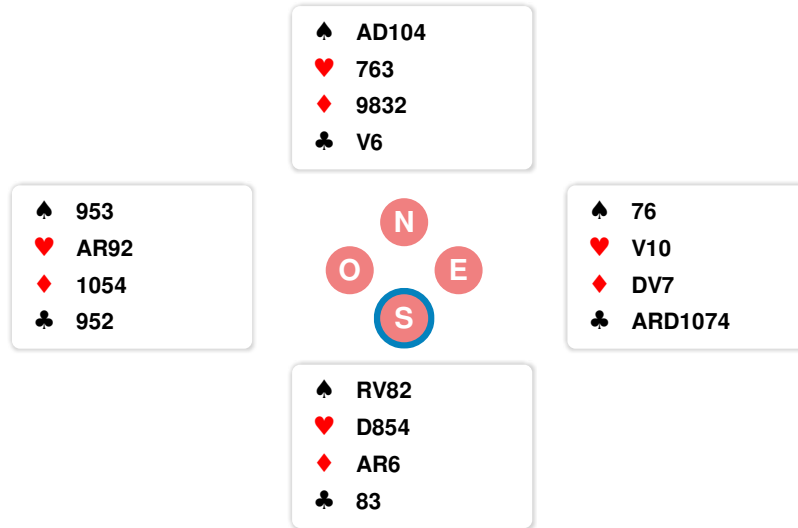 ♠ AD104
♥ 763
♦ 9832
♣ V6
♠ 953
♥ AR92
♦ 1054
♣ 952
N
O E
S
♠ 76
♥ V10
♦ DV7
♣ ARD1074
♠ RV82
♥ D854
♦ AR6
♣ 83